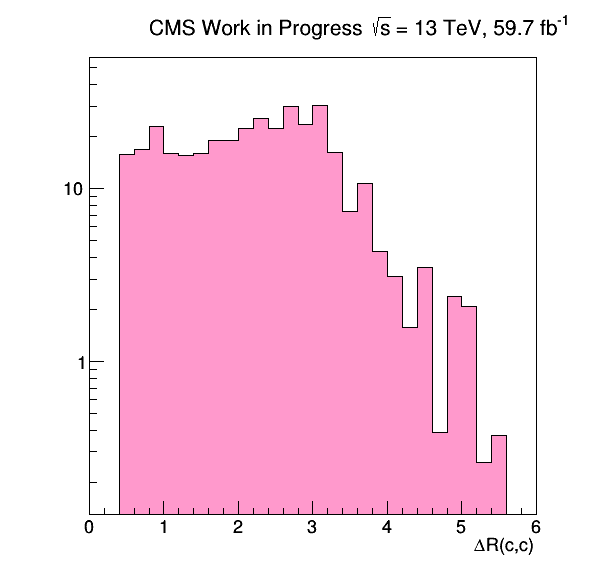 CMS Work in Progress √s = 13 TeV, 59.7 fb⁻¹
10
1
0 1 2 3 4 5 6
ΔR(c,c)